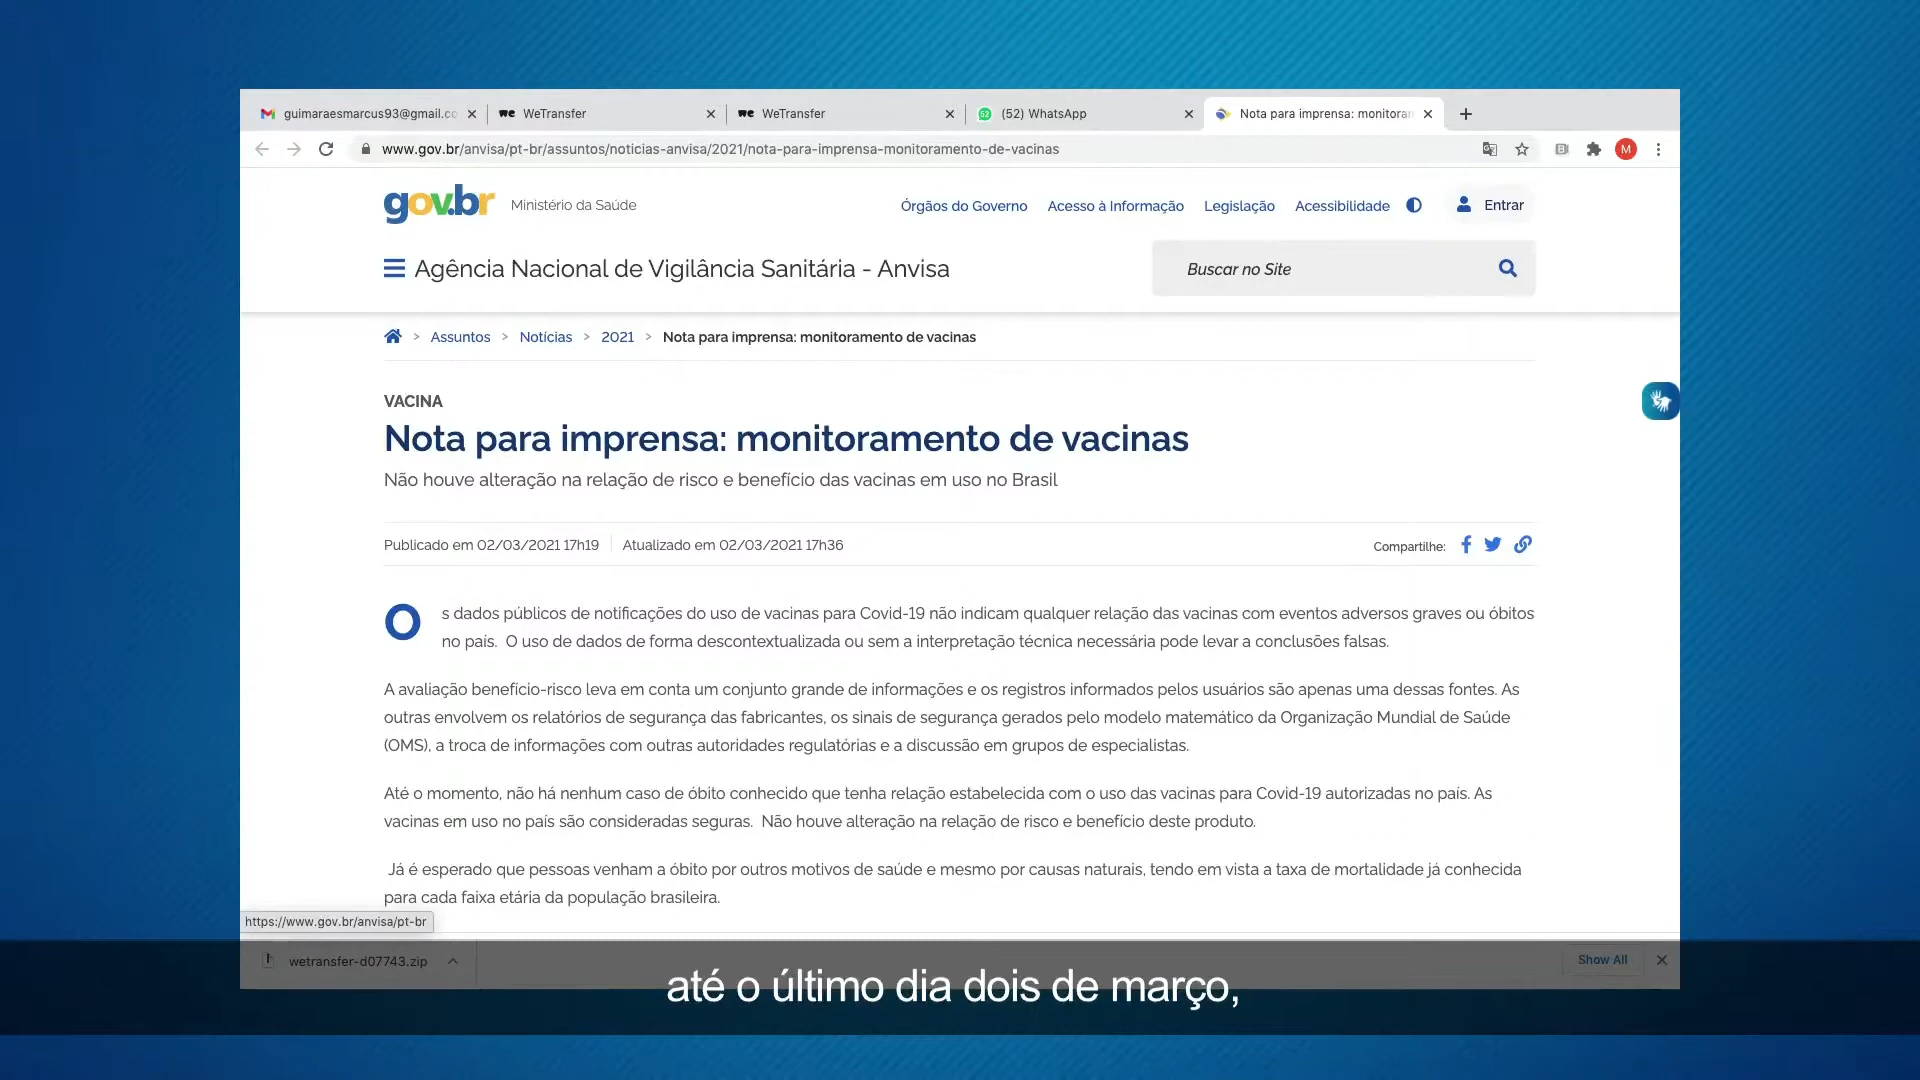 guimaraesmarcus93@gmail.co
WeTransfer
WeTransfer
(52) WhatsApp
Nota para imprensa: monitoran
www.gov.br/anvisa/pt-br/assuntos/noticias-anvisa/2021/nota-para-imprensa-monitoramento-de-vacinas
M
gov.br
Ministério da Saúde
Órgãos do Governo
Acesso à Informação
Legislação
Acessibilidade
Entrar
Agência Nacional de Vigilância Sanitária - Anvisa
Buscar no Site
> Assuntos > Notícias > 2021 > Nota para imprensa: monitoramento de vacinas
VACINA
Nota para imprensa: monitoramento de vacinas
Não houve alteração na relação de risco e benefício das vacinas em uso no Brasil
Publicado em 02/03/2021 17h19
Atualizado em 02/03/2021 17h36
Compartilhe:
Os dados públicos de notificações do uso de vacinas para Covid-19 não indicam qualquer relação das vacinas com eventos adversos graves ou óbitos
no país. O uso de dados de forma descontextualizada ou sem a interpretação técnica necessária pode levar a conclusões falsas.
A avaliação benefício-risco leva em conta um conjunto grande de informações e os registros informados pelos usuários são apenas uma dessas fontes. As
outras envolvem os relatórios de segurança das fabricantes, os sinais de segurança gerados pelo modelo matemático da Organização Mundial de Saúde
(OMS), a troca de informações com outras autoridades regulatórias e a discussão em grupos de especialistas.
Até o momento, não há nenhum caso de óbito conhecido que tenha relação estabelecida com o uso das vacinas para Covid-19 autorizadas no país. As
vacinas em uso no país são consideradas seguras. Não houve alteração na relação de risco e benefício deste produto.
Já é esperado que pessoas venham a óbito por outros motivos de saúde e mesmo por causas naturais, tendo em vista a taxa de mortalidade já conhecida
para cada faixa etária da população brasileira.
https://www.gov.br/anvisa/pt-br
wetransfer-d07743.zip
Show All
até o último dia dois de março,